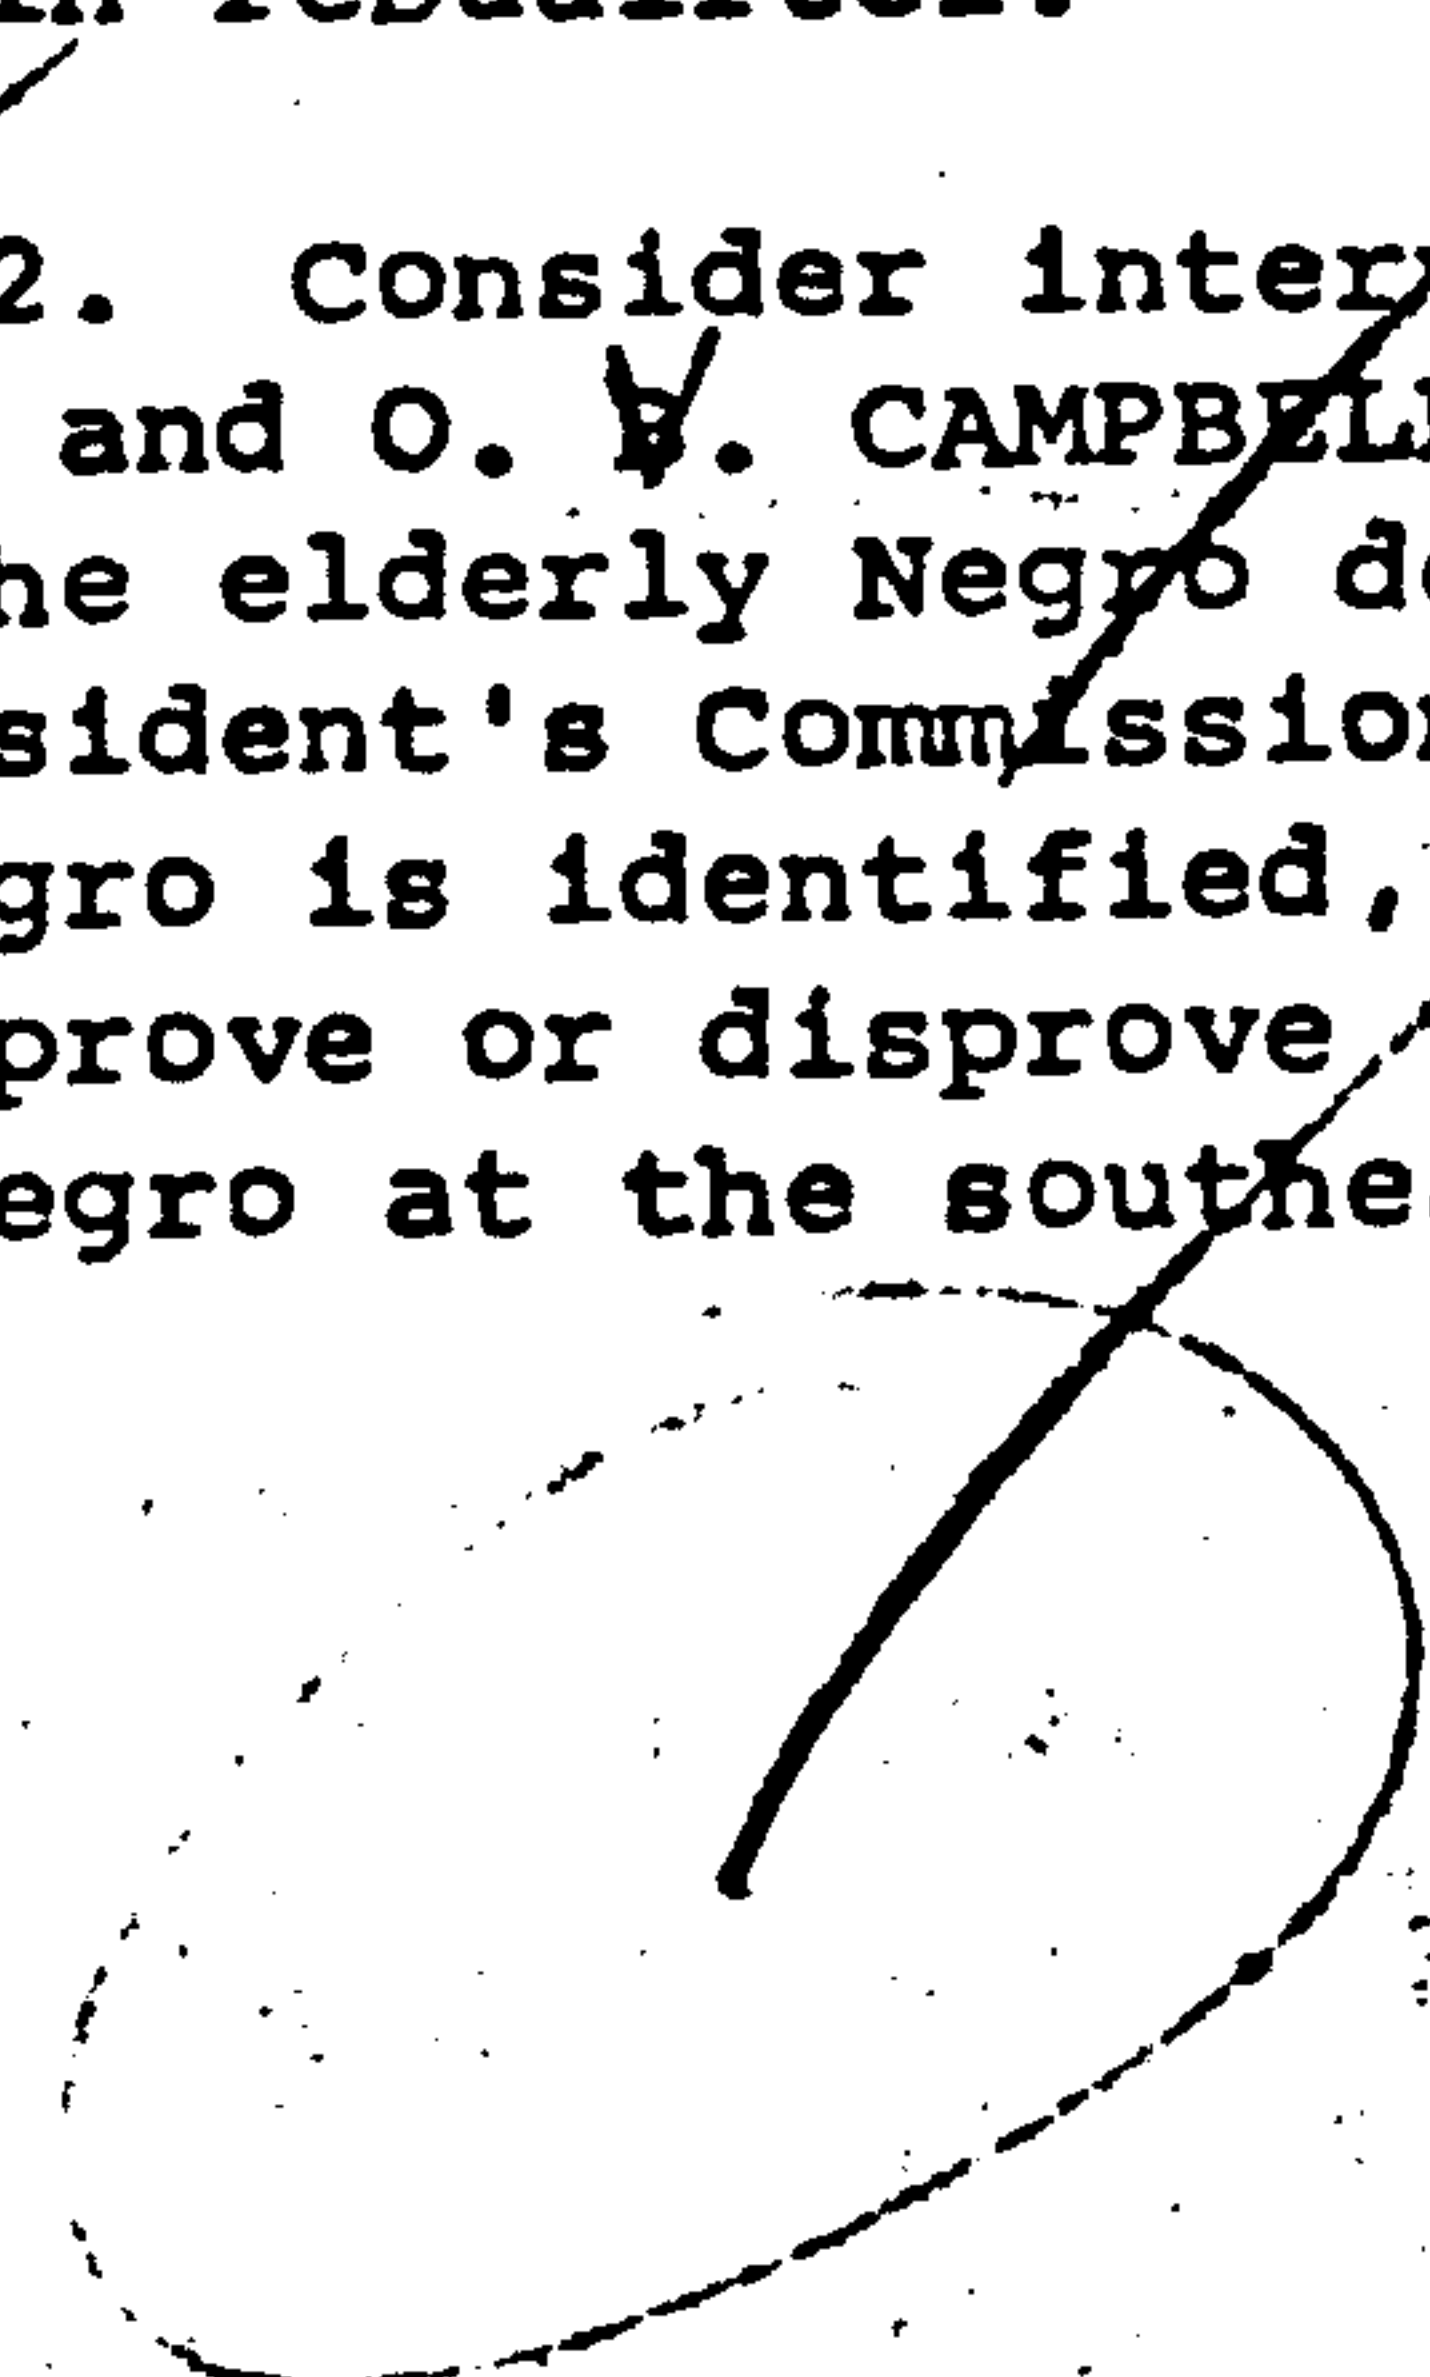 2. Consider inter
and O. V. CAMPBELL
he elderly Negro d
sident's Commission
gro is identified,
prove or disprove
egro at the southe